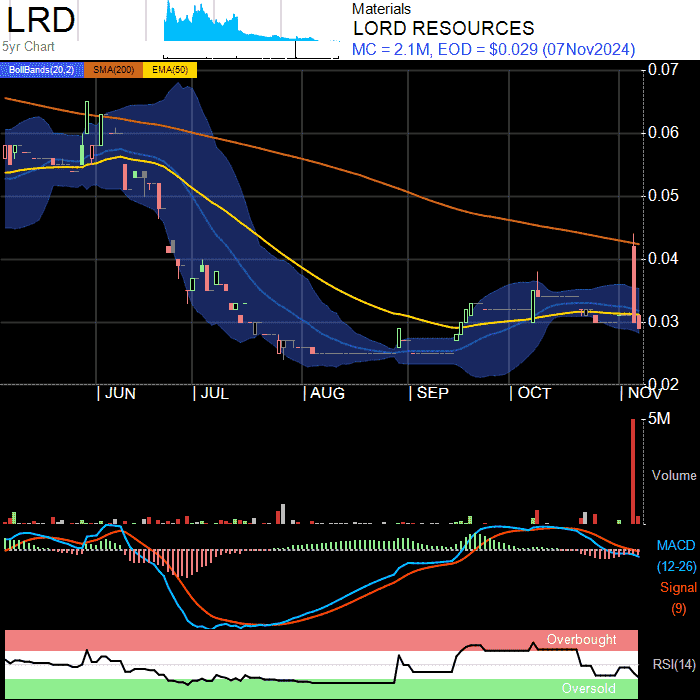 LRD
5yr Chart
Materials
LORD RESOURCES
MC = 2.1M, EOD = $0.029 (07Nov2024)
BollBands(20,2) SMA(200) EMA(50)
0.07
0.06
0.05
0.04
0.03
0.02
JUN JUL AUG SEP OCT NOV
5M
Volume
MACD
(12-26)
Signal
(9)
Overbought
RSI(14)
Oversold